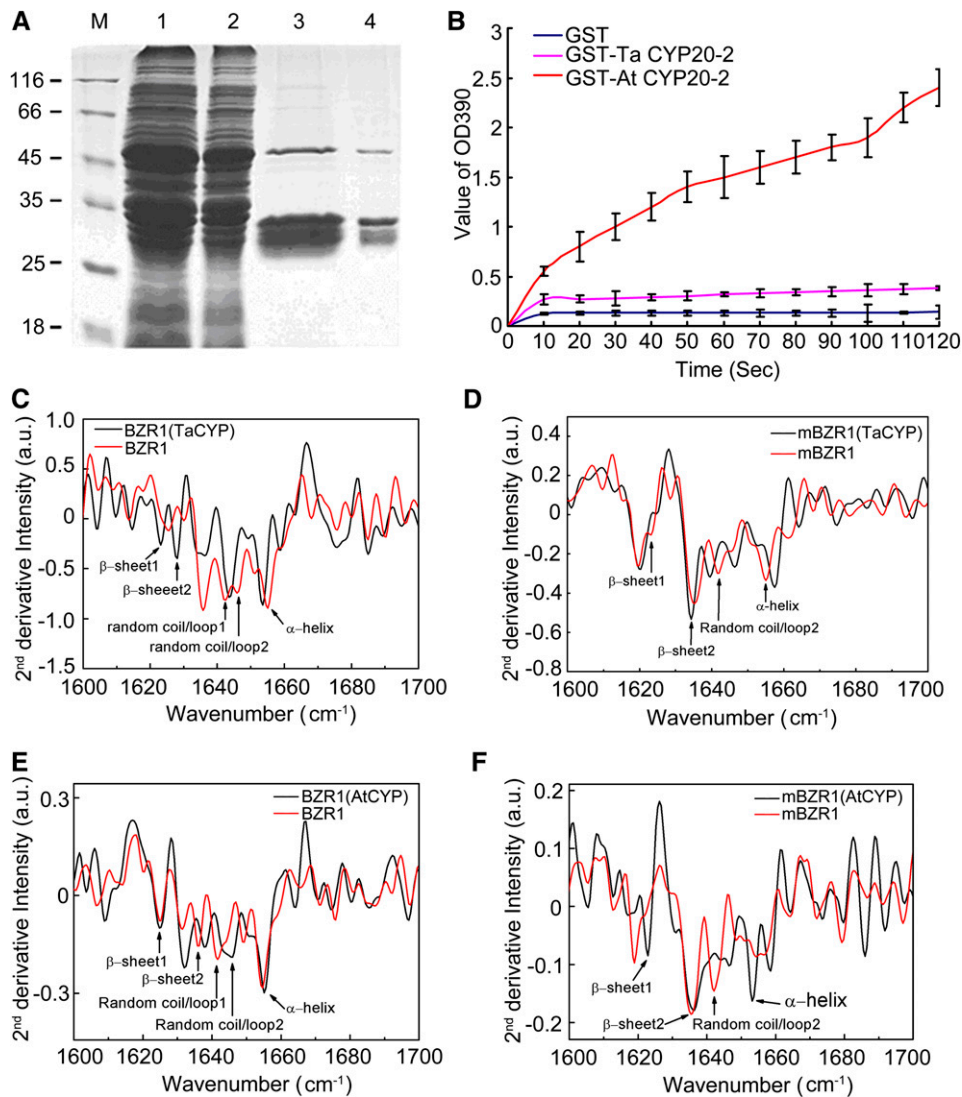 A
M 1 2 3 4
116
66
45
35
25
18
B
GST
GST-Ta CYP20-2
GST-At CYP20-2
Value of OD390
2.5
2
1.5
1
0.5
0
0 10 20 30 40 50 60 70 80 90 100 110 120
Time (Sec)
C
BZR1(TaCYP)
BZR1
2nd derivative Intensity (a.u.)
1.0
0.5
0
-0.5
-1.0
-1.5
β-sheet1
β-sheeet2
random coil/loop1
random coil/loop2
α-helix
1600 1620 1640 1660 1680 1700
Wavenumber (cm-1)
D
mBZR1(TaCYP)
mBZR1
2nd derivative Intensity (a.u.)
0.4
0.2
0
-0.2
-0.4
-0.6
-0.8
β-sheet1
β-sheet2
Random coil/loop2
α-helix
1600 1620 1640 1660 1680 1700
Wavenumber (cm-1)
E
BZR1(AtCYP)
BZR1
2nd derivative Intensity (a.u.)
0.3
0
-0.3
β-sheet1
β-sheet2
Random coil/loop1
Random coil/loop2
α-helix
1600 1620 1640 1660 1680 1700
Wavenumber (cm-1)
F
mBZR1(AtCYP)
mBZR1
2nd derivative Intensity (a.u.)
0.2
0.1
0
-0.1
-0.2
β-sheet1
β-sheet2
Random coil/loop2
α-helix
1600 1620 1640 1660 1680 1700
Wavenumber (cm-1)